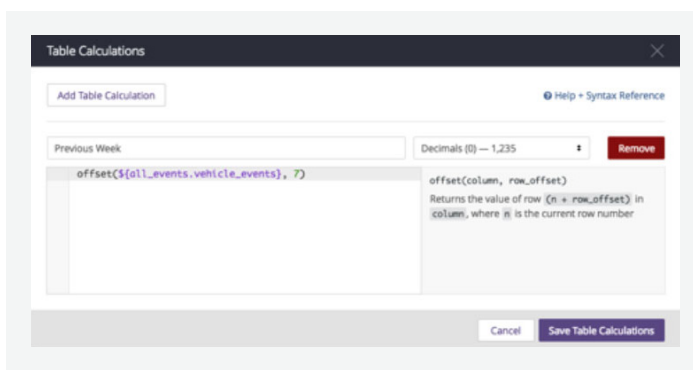 Table Calculations
Add Table Calculation
Help + Syntax Reference
Previous Week
Decimals (0) — 1,235
Remove
offset(${all_events.vehicle_events}, 7)
offset(column, row_offset)
Returns the value of row (n + row_offset) in
column, where n is the current row number
Cancel
Save Table Calculations